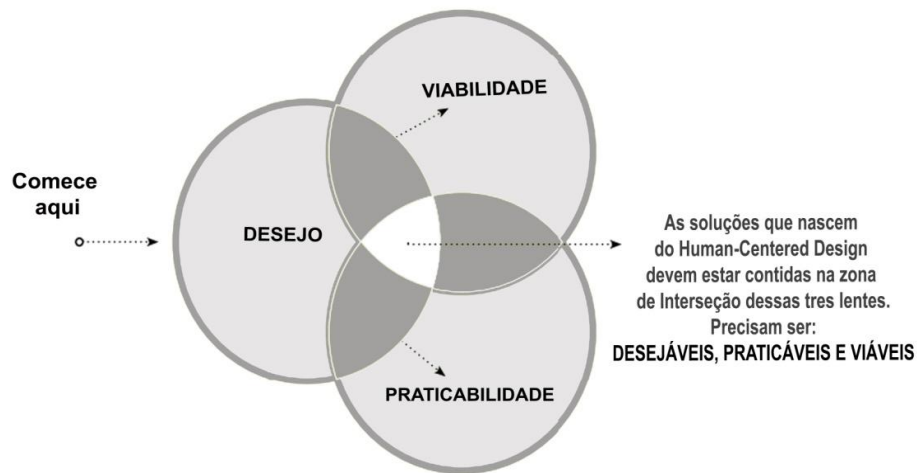 VIABILIDADE
Comece
aqui
DESEJO
As soluções que nascem
do Human-Centered Design
devem estar contidas na zona
de Interseção dessas tres lentes.
Precisam ser:
DESEJÁVEIS, PRATICÁVEIS E VIÁVEIS
PRATICABILIDADE